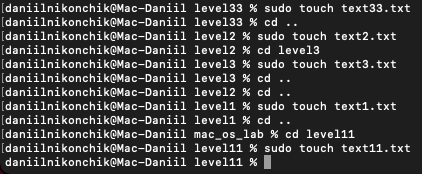 [daniilnikonchik@Mac-Daniil level33 % sudo touch text33.txt
[daniilnikonchik@Mac-Daniil level33 % cd ..
[daniilnikonchik@Mac-Daniil level2 % sudo touch text2.txt
[daniilnikonchik@Mac-Daniil level2 % cd level3
[daniilnikonchik@Mac-Daniil level3 % sudo touch text3.txt
[daniilnikonchik@Mac-Daniil level3 % cd ..
[daniilnikonchik@Mac-Daniil level2 % cd ..
[daniilnikonchik@Mac-Daniil level1 % sudo touch text1.txt
[daniilnikonchik@Mac-Daniil level1 % cd ..
[daniilnikonchik@Mac-Daniil mac_os_lab % cd level11
[daniilnikonchik@Mac-Daniil level11 % sudo touch text11.txt
daniilnikonchik@Mac-Daniil level11 %